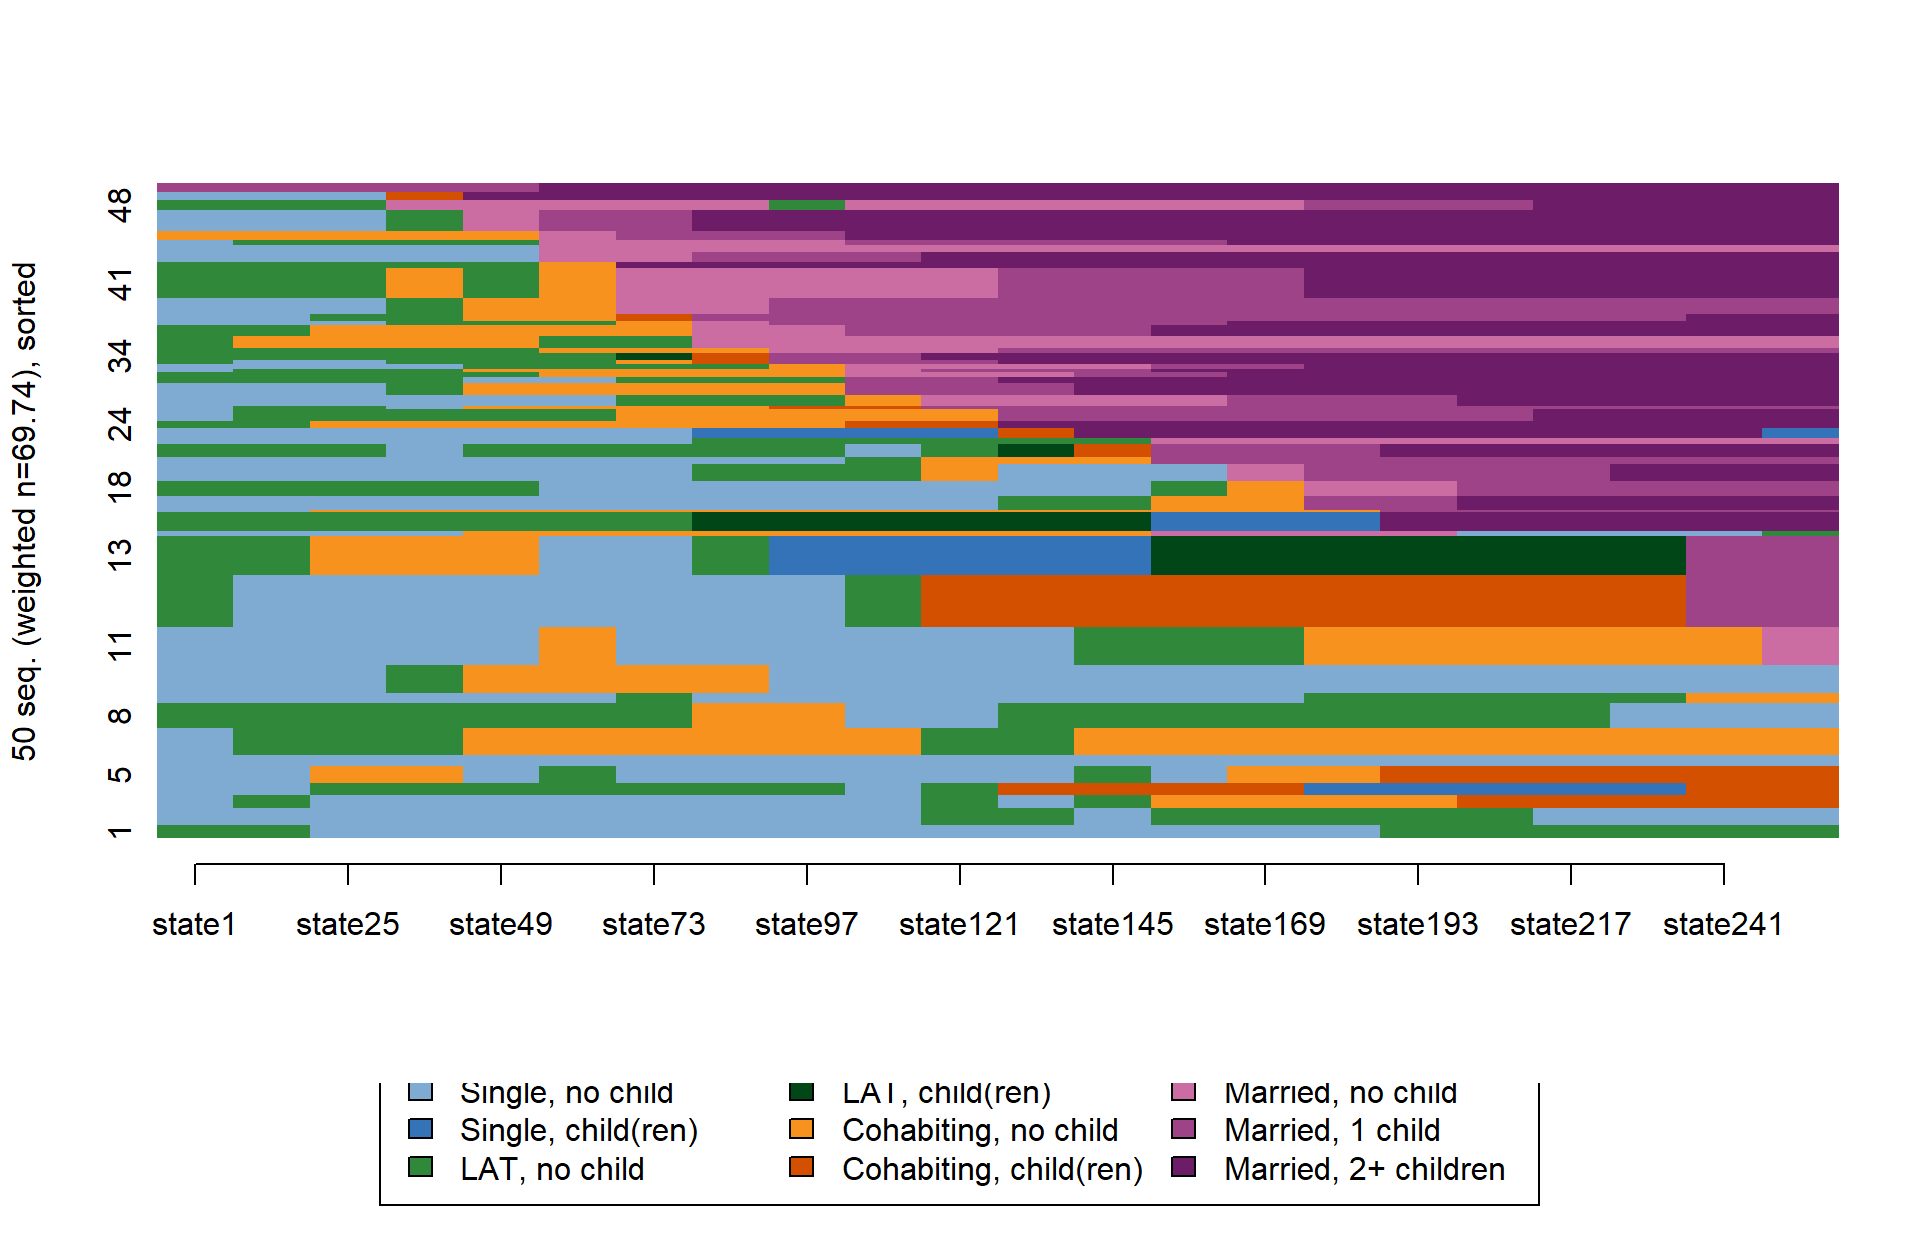 50 seq. (weighted n=69.74), sorted
48
41
34
24
18
13
11
8
5
1
state1 state25 state49 state73 state97 state121 state145 state169 state193 state217 state241
Single, no child LAT, child(ren) Married, no child
Single, child(ren) Cohabiting, no child Married, 1 child
LAT, no child Cohabiting, child(ren) Married, 2+ children